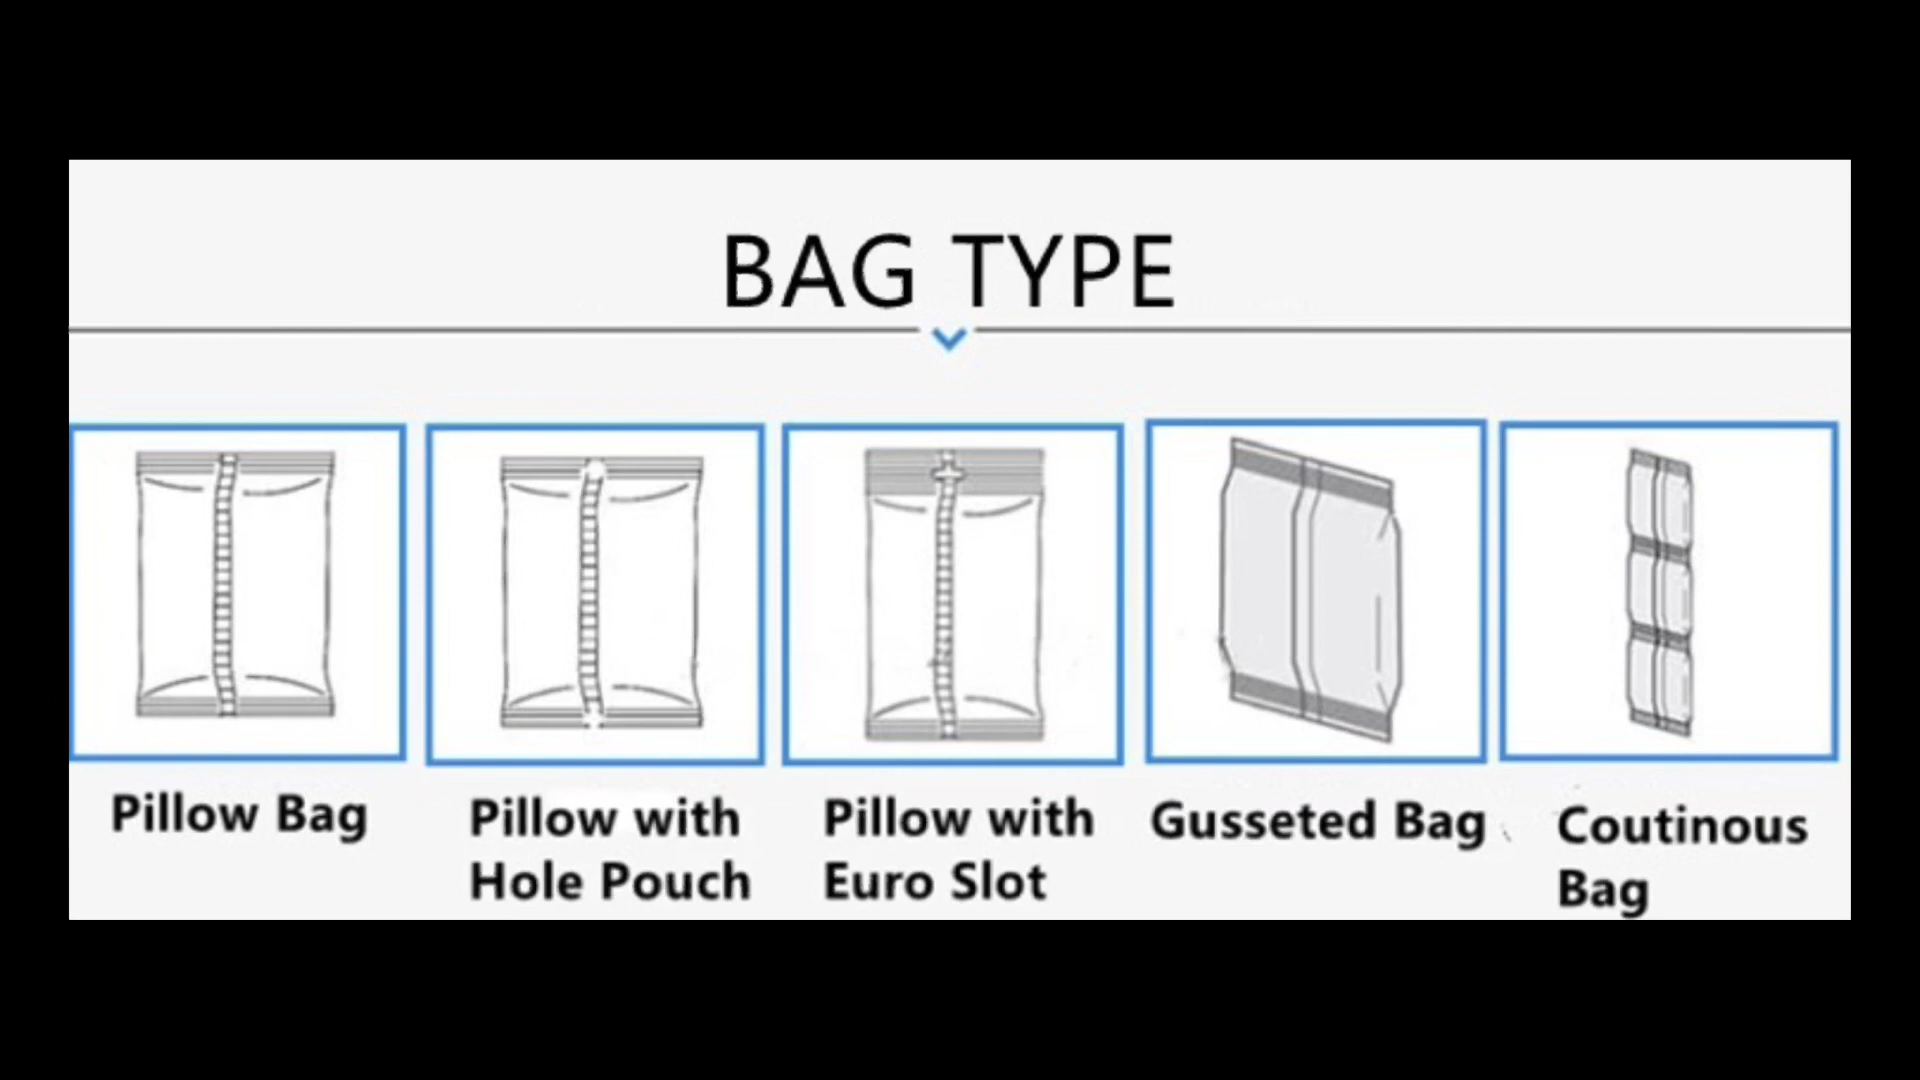 BAG TYPE
Pillow Bag
Pillow with
Hole Pouch
Pillow with
Euro Slot
Gusseted Bag
Coutinous
Bag